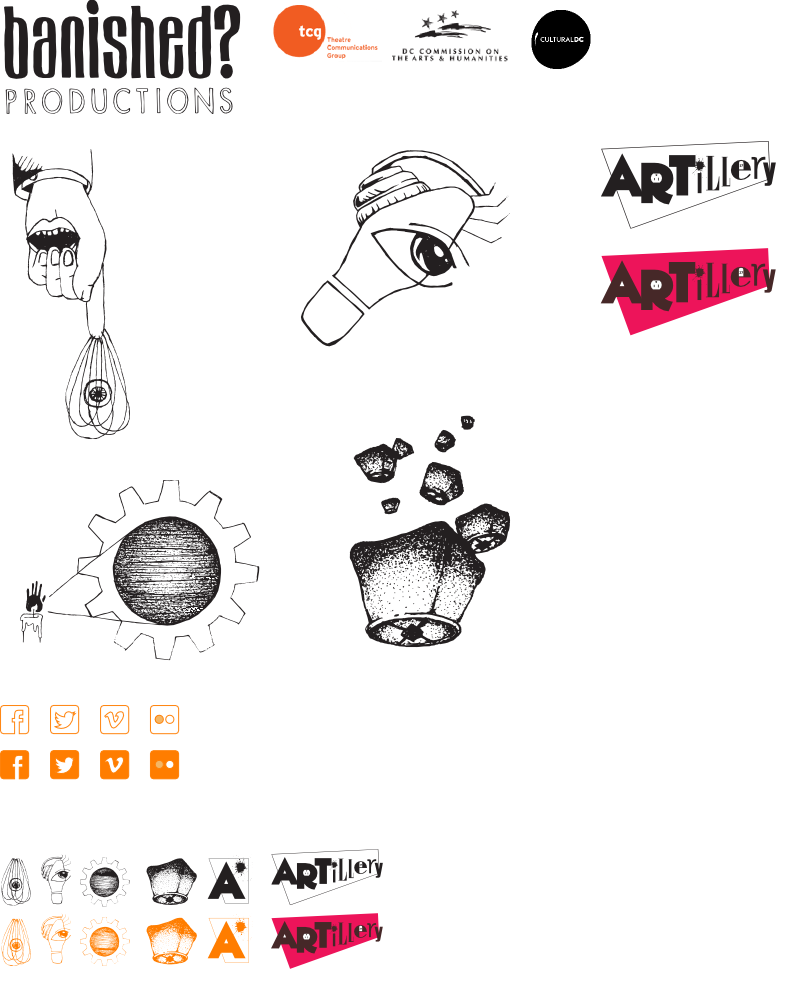 banished?
PRODUCTIONS
tcg
Theatre
Communications
Group
DC COMMISSION ON
THE ARTS & HUMANITIES
CULTURALDC
ARTillery
ARTillery
f
f
A
ARTillery
A
ARTillery